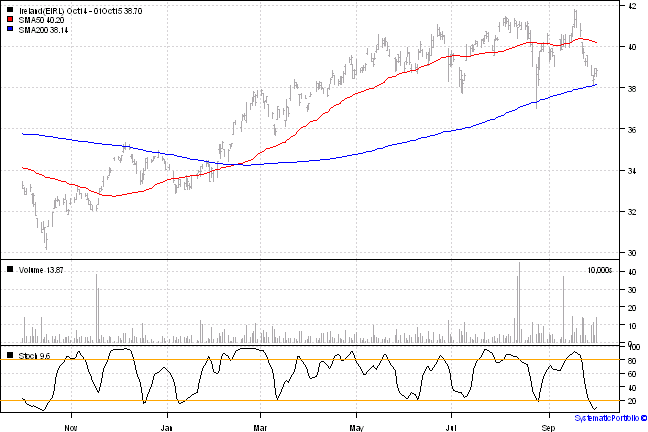 Ireland(EIRL) Oct14 - 01Oct15 38.70
SMA50 40.20
SMA200 38.14
42
40
38
36
34
32
30
Volume 13.87
10,000s
40
30
20
10
0
Stoch 9.6
100
80
60
40
20
Nov Jan Mar May Jul Sep
SystematicPortfolio ©